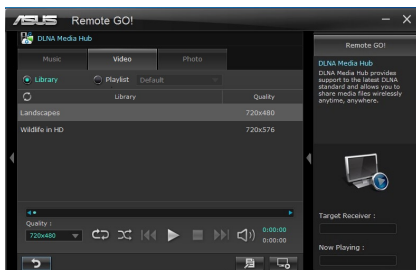 ASUS Remote GO!
DLNA Media Hub
Music Video Photo
Library Playlist Default
Library Quality
Landscapes 720x480
Wildlife in HD 720x576
Quality :
720x480
0:00:00
0:00:00
Remote GO!
DLNA Media Hub
DLNA Media Hub provides
support to the latest DLNA
standard and allows you to
share media files wirelessly
anytime, anywhere.
Target Receiver :
Now Playing :